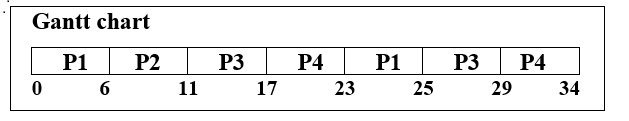 Gantt chart
P1 P2 P3 P4 P1 P3 P4
0 6 11 17 23 25 29 34